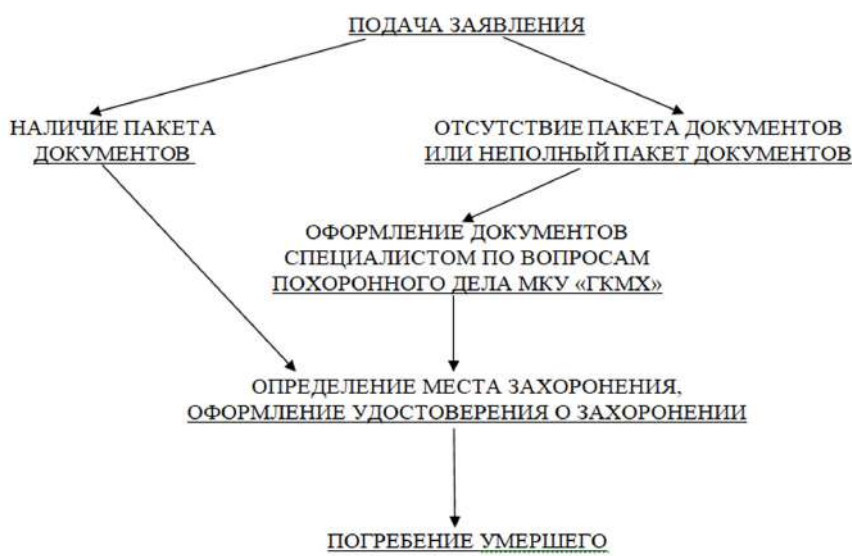 ПОДАЧА ЗАЯВЛЕНИЯ
НАЛИЧИЕ ПАКЕТА
ДОКУМЕНТОВ
ОТСУТСТВИЕ ПАКЕТА ДОКУМЕНТОВ
ИЛИ НЕПОЛНЫЙ ПАКЕТ ДОКУМЕНТОВ
ОФОРМЛЕНИЕ ДОКУМЕНТОВ
СПЕЦИАЛИСТОМ ПО ВОПРОСАМ
ПОХОРОННОГО ДЕЛА МКУ «ГКМХ»
ОПРЕДЕЛЕНИЕ МЕСТА ЗАХОРОНЕНИЯ,
ОФОРМЛЕНИЕ УДОСТОВЕРЕНИЯ О ЗАХОРОНЕНИИ
ПОГРЕБЕНИЕ УМЕРШЕГО